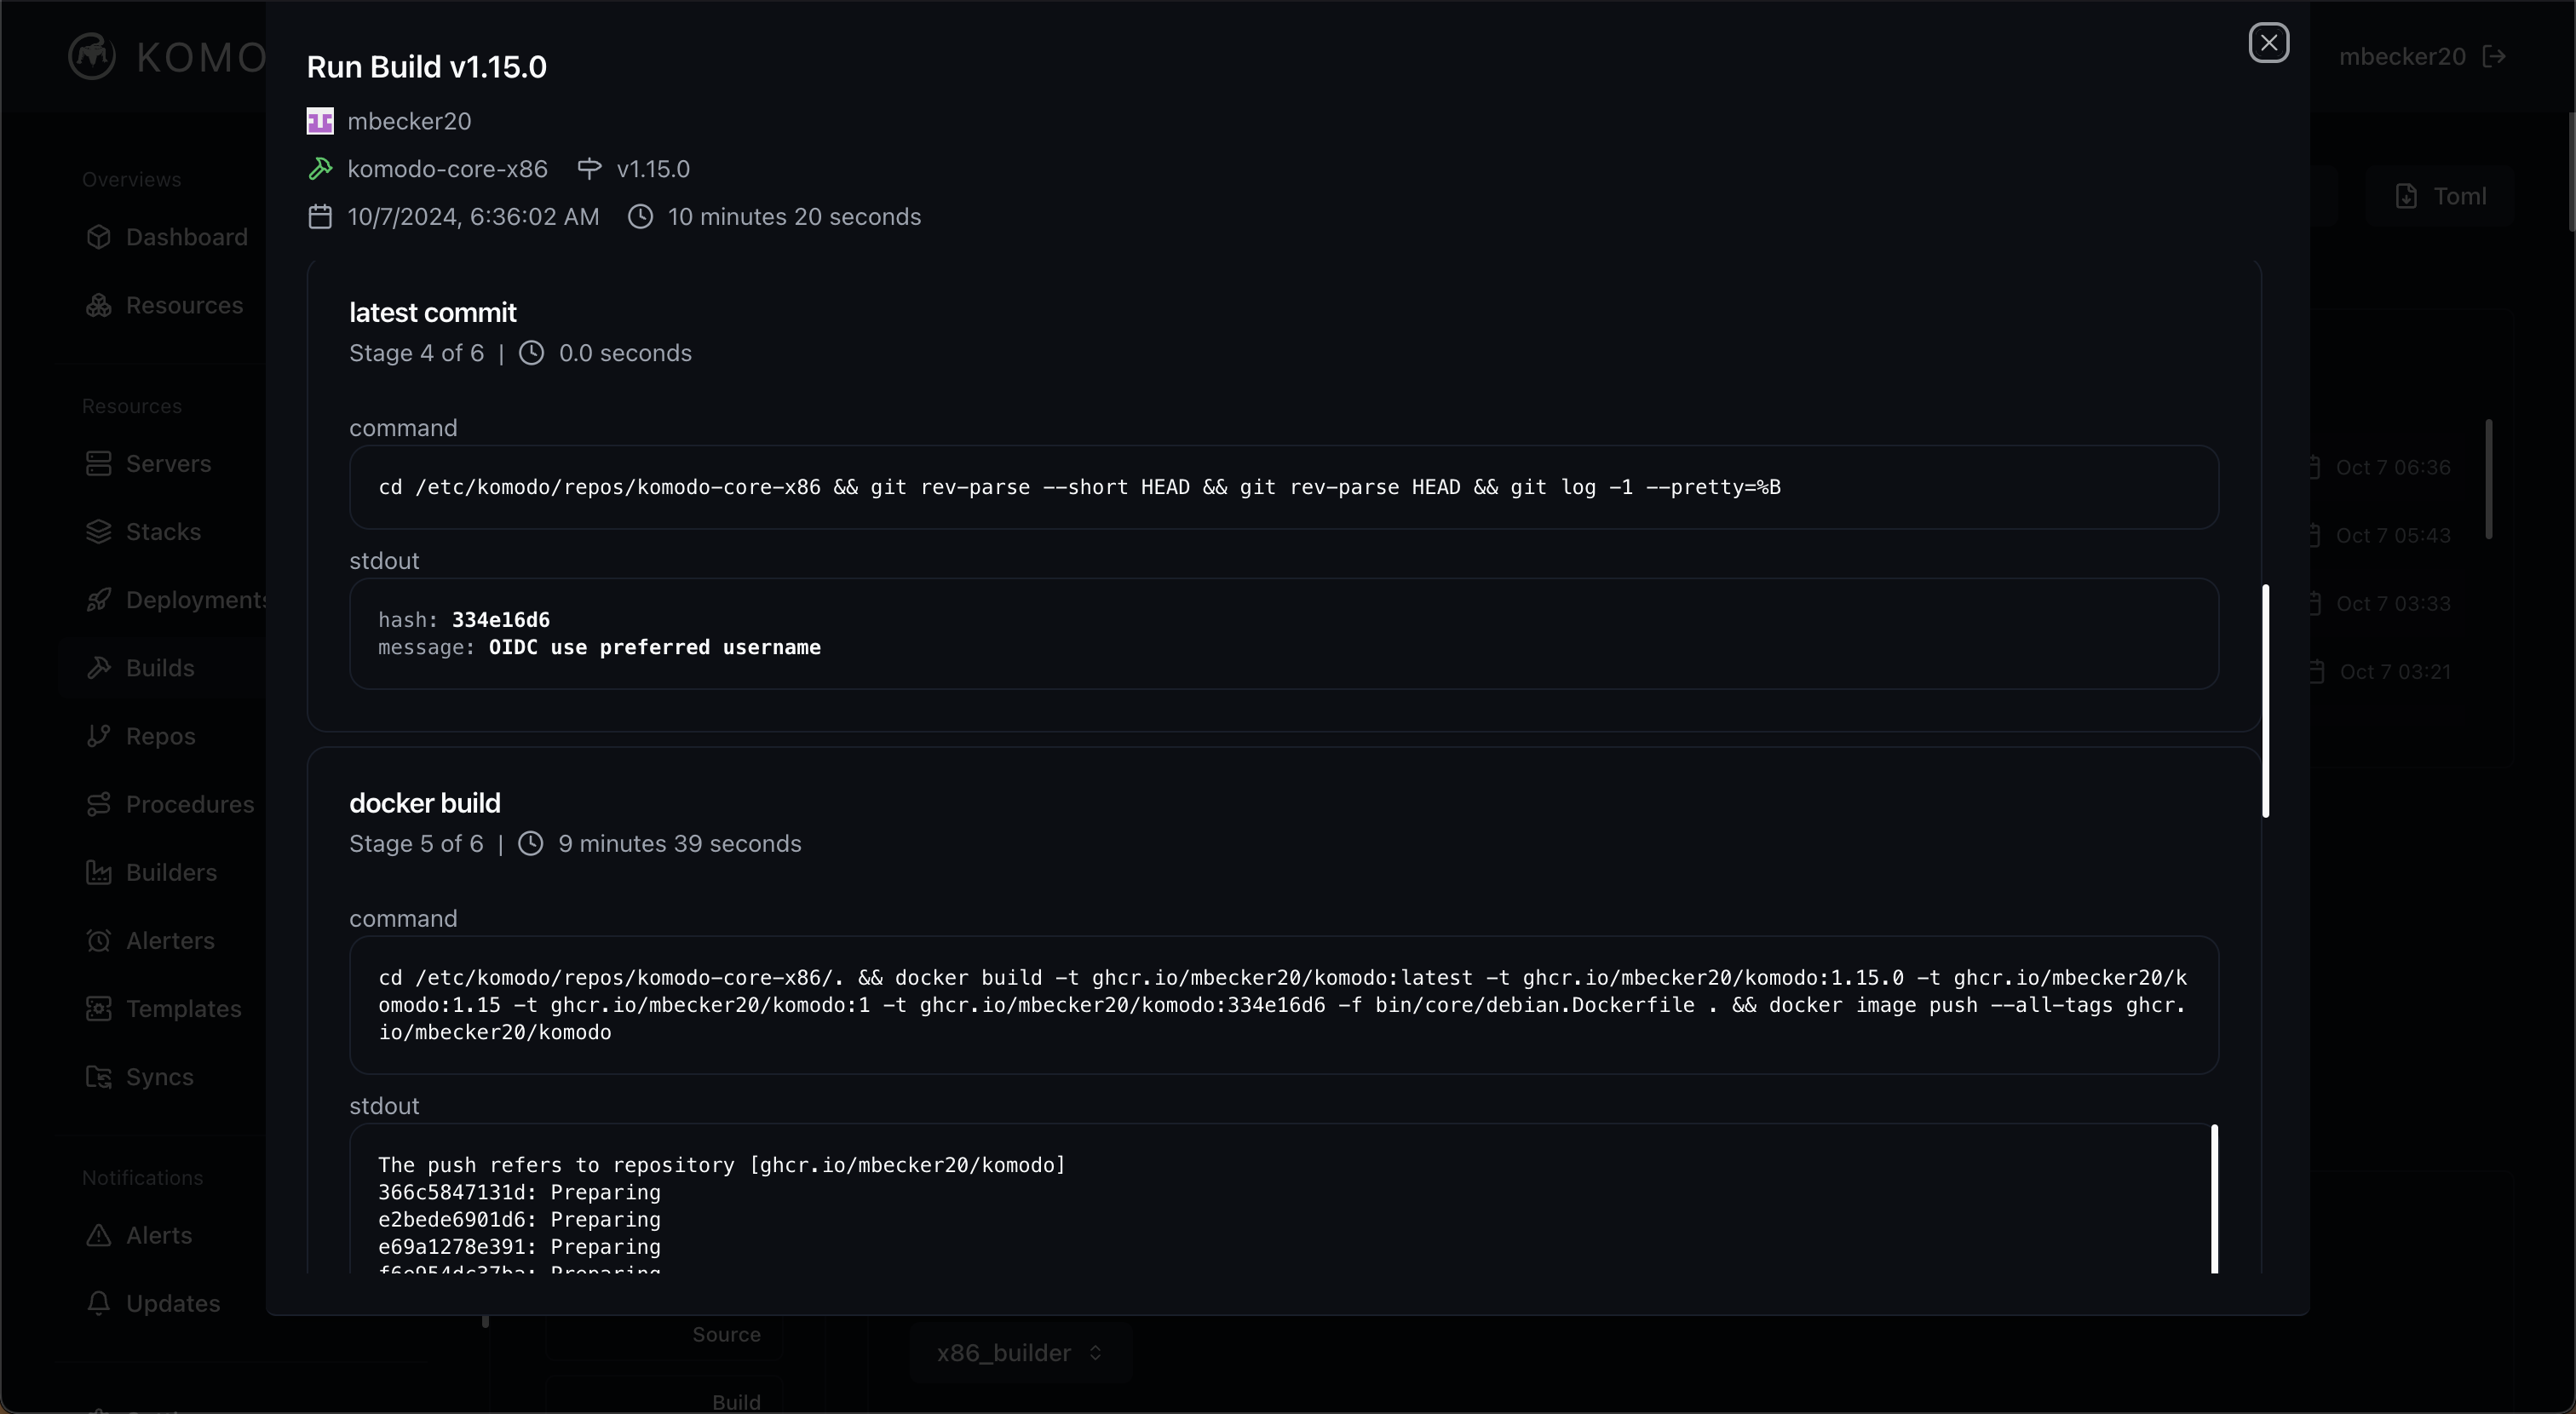 KOMO
mbecker20
Toml
Overviews
Dashboard
Resources
Resources
Servers
Stacks
Deployments
Builds
Repos
Procedures
Builders
Alerters
Templates
Syncs
Notifications
Alerts
Updates
Run Build v1.15.0
mbecker20
komodo-core-x86 v1.15.0
10/7/2024, 6:36:02 AM 10 minutes 20 seconds
latest commit
Stage 4 of 6 | 0.0 seconds
command
cd /etc/komodo/repos/komodo-core-x86 && git rev-parse --short HEAD && git rev-parse HEAD && git log -1 --pretty=%B
stdout
hash: 334e16d6
message: OIDC use preferred username
docker build
Stage 5 of 6 | 9 minutes 39 seconds
command
cd /etc/komodo/repos/komodo-core-x86/. && docker build -t ghcr.io/mbecker20/komodo:latest -t ghcr.io/mbecker20/komodo:1.15.0 -t ghcr.io/mbecker20/k
omodo:1.15 -t ghcr.io/mbecker20/komodo:1 -t ghcr.io/mbecker20/komodo:334e16d6 -f bin/core/debian.Dockerfile . && docker image push --all-tags ghcr.
io/mbecker20/komodo
stdout
The push refers to repository [ghcr.io/mbecker20/komodo]
366c5847131d: Preparing
e2bede6901d6: Preparing
e69a1278e391: Preparing
f6e954dc37ba: Preparing
Oct 7 06:36
Oct 7 05:43
Oct 7 03:33
Oct 7 03:21
Source
x86_builder
Build